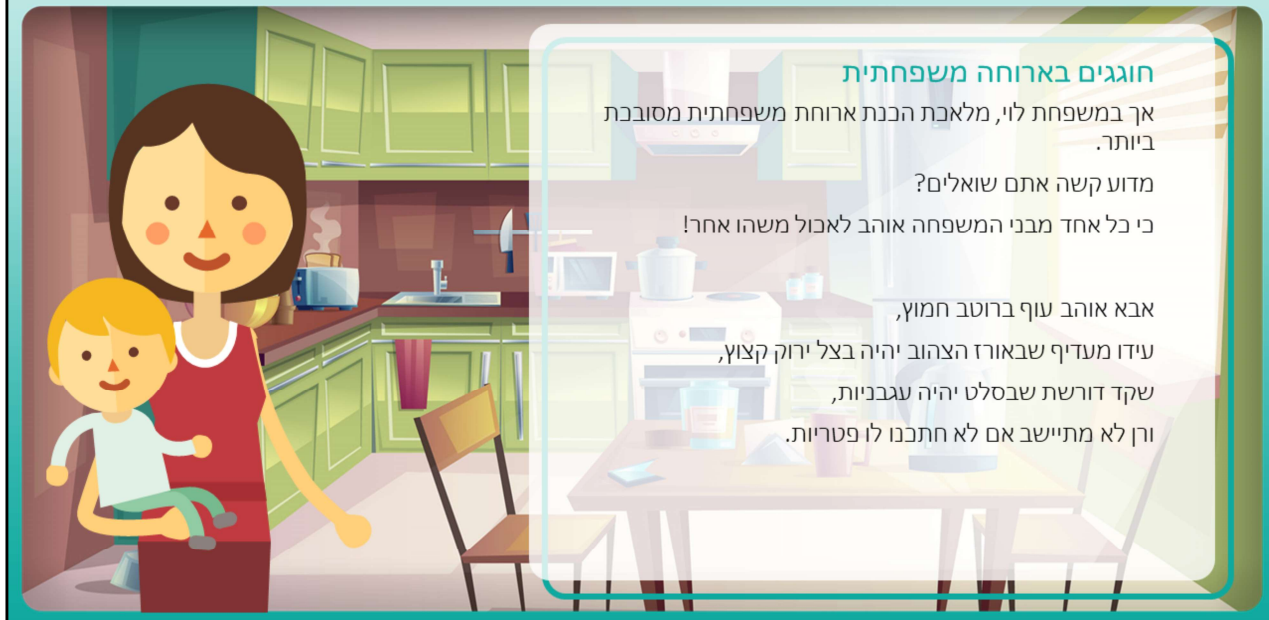 חוגגים בארוחה משפחתית
אך במשפחת לוי, מלאכת הכנת ארוחת משפחתית מסובכת
ביותר.
מדוע קשה אתם שואלים?
כי כל אחד מבני המשפחה אוהב לאכול משהו אחר!
אבא אוהב עוף ברוטב חמוץ,
עידו מעדיף שבאורז הצהוב יהיה בצל ירוק קצוץ,
שקד דורשת שבסלט יהיה עגבניות,
ורן לא מתיישב אם לא חתכנו לו פטריות.